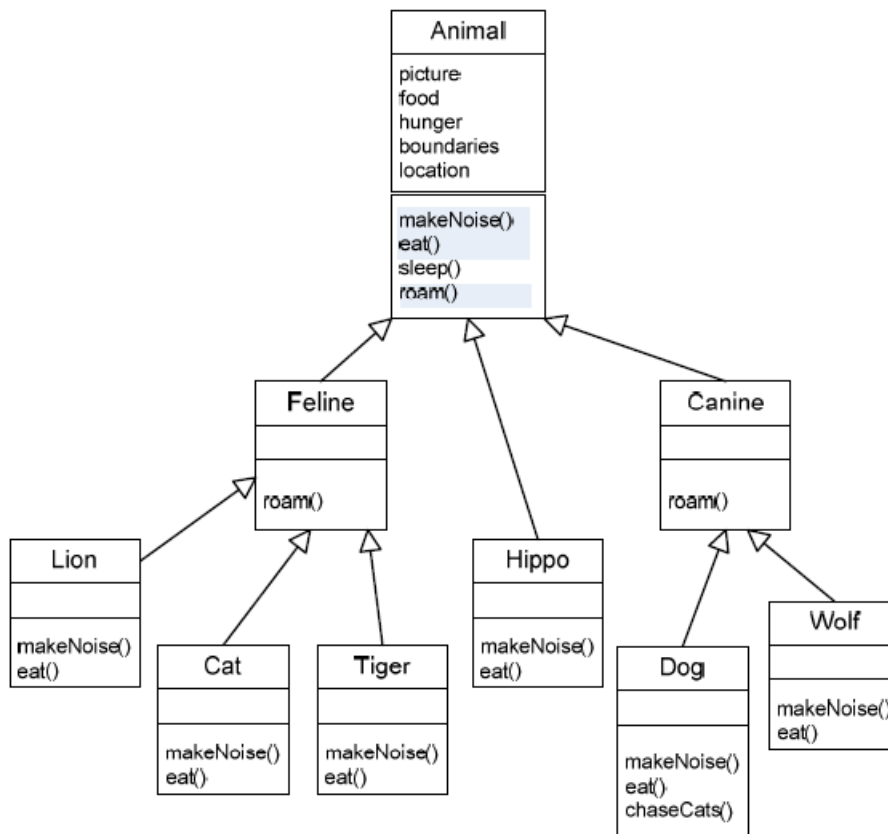 Animal
picture
food
hunger
boundaries
location
makeNoise()
eat()
sleep()
roam()
Feline
roam()
Canine
roam()
Lion
makeNoise()
eat()
Cat
makeNoise()
eat()
Tiger
makeNoise()
eat()
Hippo
makeNoise()
eat()
Dog
makeNoise()
eat()
chaseCats()
Wolf
makeNoise()
eat()